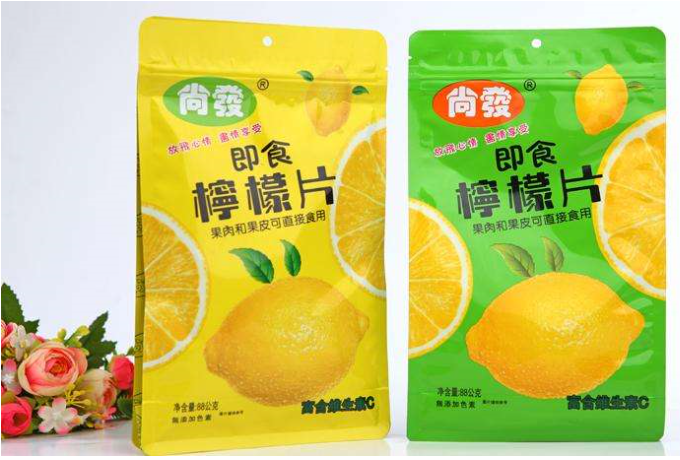 尚發®
放飛心情 盡情享受
即食
檸檬片
果肉和果皮可直接食用
净含量:88公克
無添加色素
高含維生素C
尚發®
放飛心情 盡情享受
即食
檸檬片
果肉和果皮可直接食用
净含量:88公克
無添加色素
高含維生素C